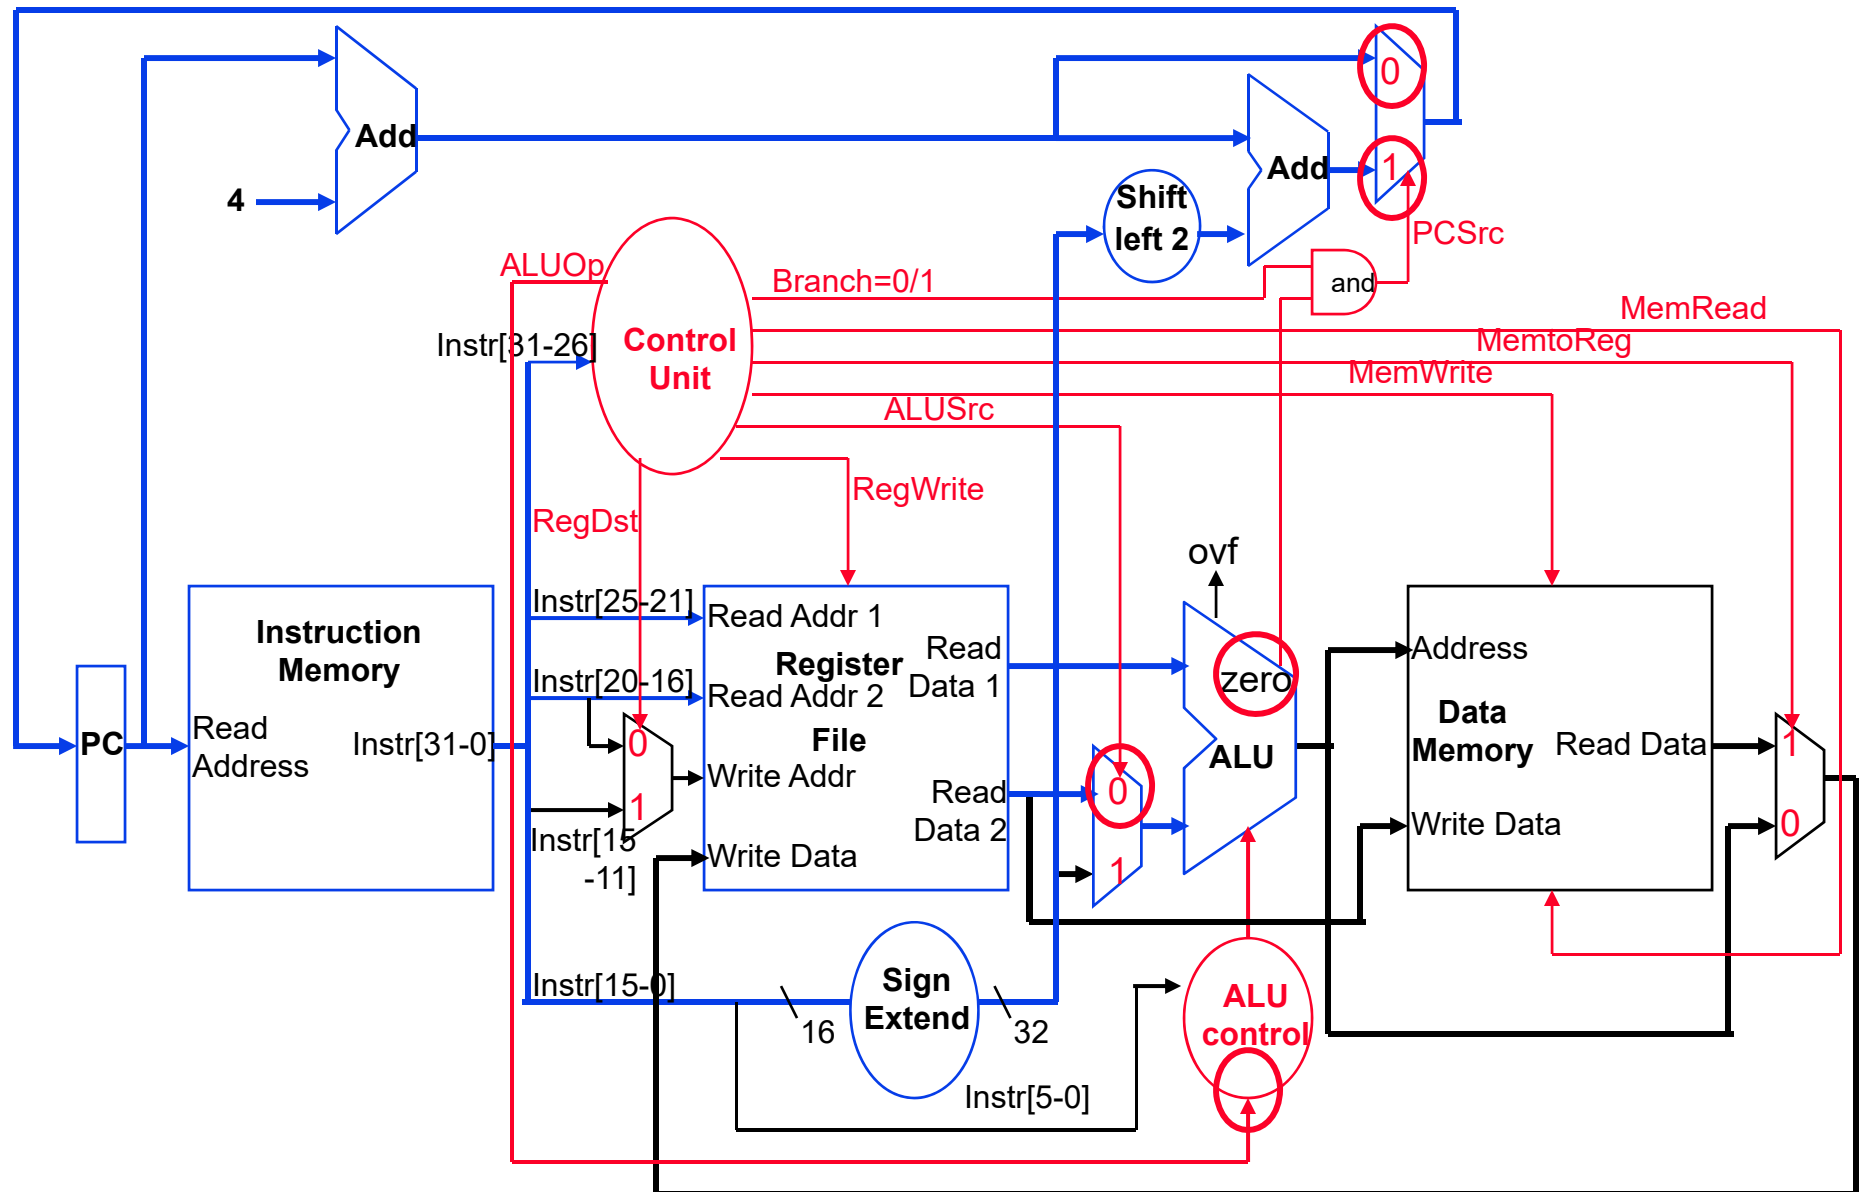 0
Add
1
Add
4
Shift
left 2
PCSrc
ALUOp
Branch=0/1
and
MemRead
Instr[31-26]
Control
Unit
MemtoReg
MemWrite
ALUSrc
RegWrite
RegDst
ovf
Instr[25-21]
Read Addr 1
Instruction
Memory
Register
File
Read
Data 1
Instr[20-16]
Read Addr 2
zero
Address
Data
Memory
PC
Read
Address
Instr[31-0]
0
1
Write Addr
ALU
Read Data
1
0
Read
Data 2
0
1
Write Data
Instr[15
-11]
Write Data
Instr[15-0]
Sign
Extend
16
32
ALU
control
Instr[5-0]